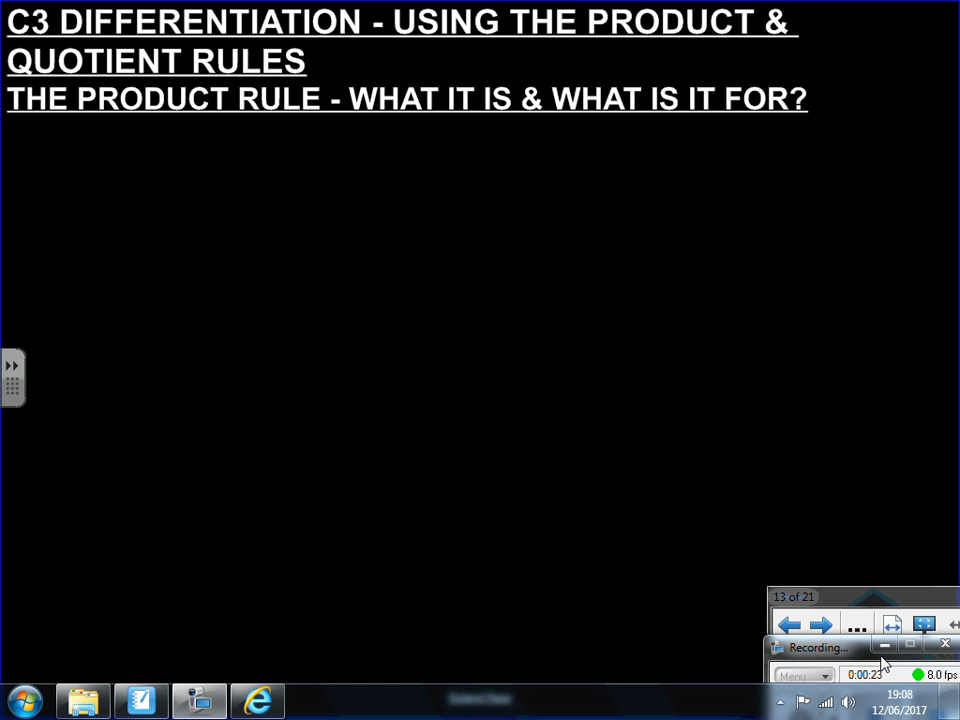 C3 DIFFERENTIATION - USING THE PRODUCT &
QUOTIENT RULES
THE PRODUCT RULE - WHAT IT IS & WHAT IS IT FOR?
13 of 21
Recording...
Menu
0:00:23
8.0 fps
19:08
12/06/2017